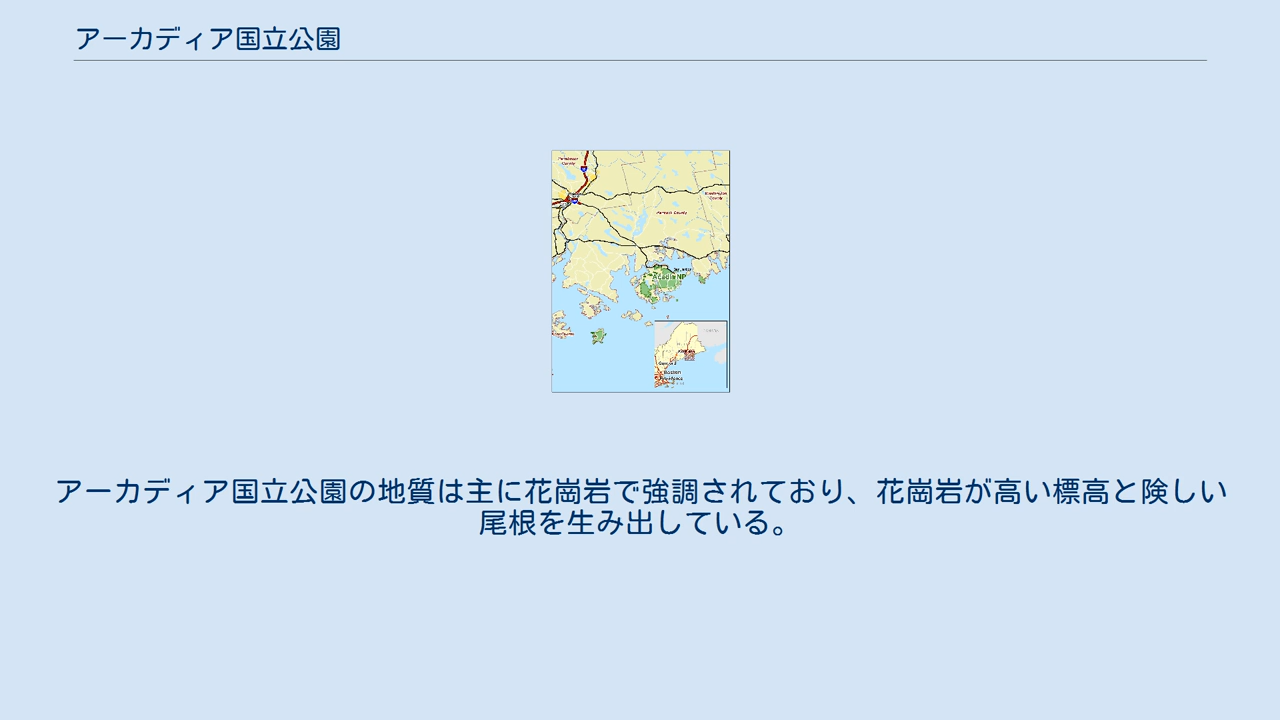 アーカディア国立公園
Acadia NP
アーカディア国立公園の地質は主に花崗岩で強調されており、花崗岩が高い標高と険しい
尾根を生み出している。